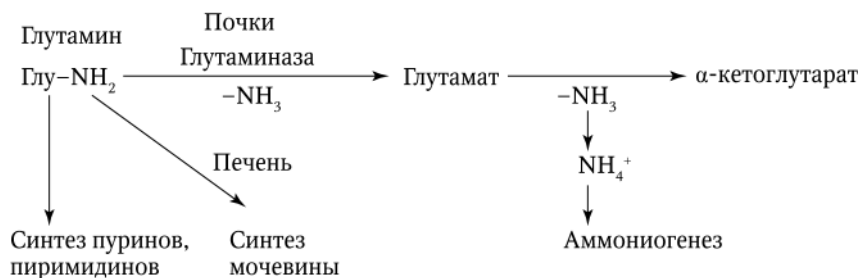 Глутамин
Почки
Глутаминаза
Глу–NH₂
–NH₃
Глутамат
–NH₃
α-кетоглутарат
NH₄⁺
Печень
Синтез пуринов,
пиримидинов
Синтез
мочевины
Аммониогенез